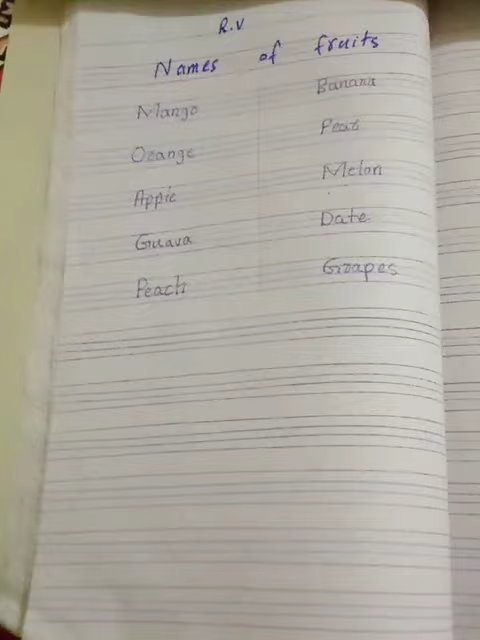 R.V
Names of fruits
Mango
Orange
Apple
Guava
Peach
Banana
Pear
Melon
Date
Grapes